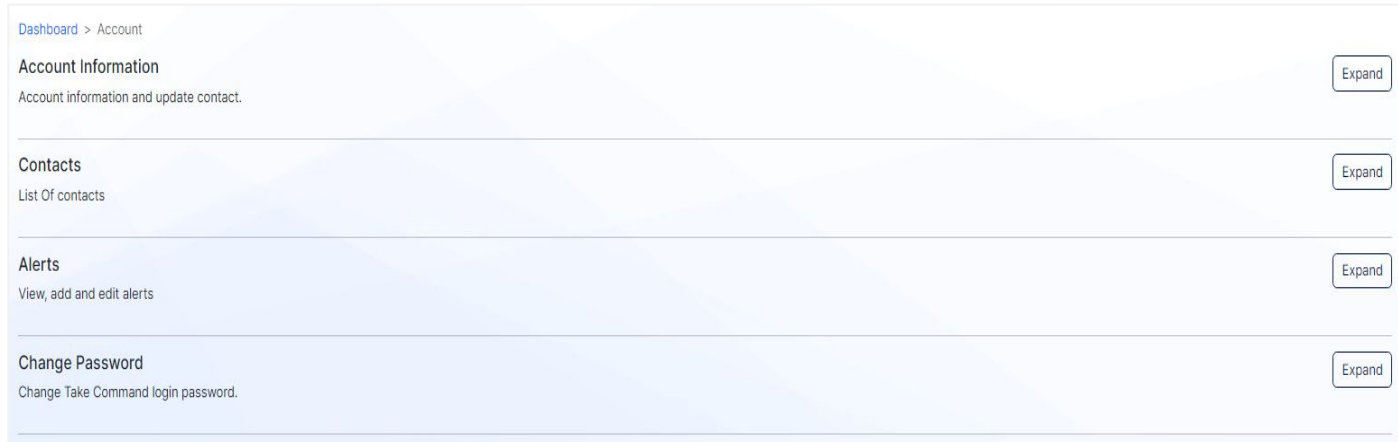 Dashboard > Account
Account Information
Expand
Account information and update contact.
Contacts
Expand
List Of contacts
Alerts
Expand
View, add and edit alerts
Change Password
Expand
Change Take Command login password.